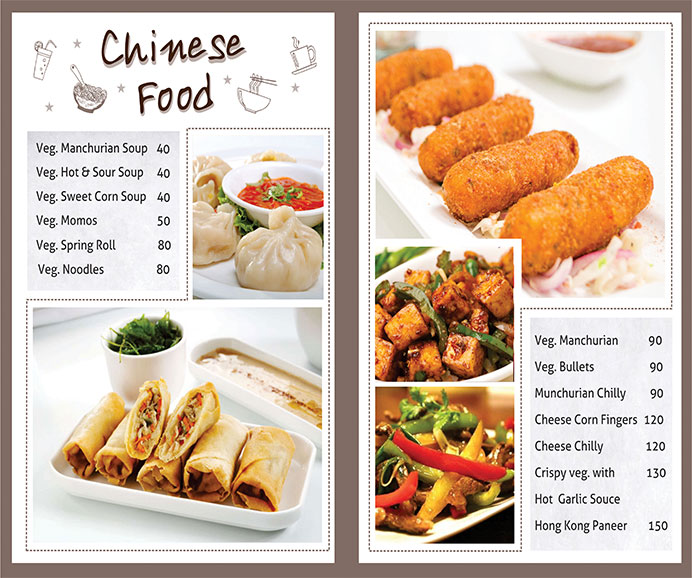 Chinese
Food
Veg. Manchurian Soup 40
Veg. Hot & Sour Soup 40
Veg. Sweet Corn Soup 40
Veg. Momos 50
Veg. Spring Roll 80
Veg. Noodles 80
Veg. Manchurian 90
Veg. Bullets 90
Munchurian Chilly 90
Cheese Corn Fingers 120
Cheese Chilly 120
Crispy veg. with 130
Hot Garlic Souce
Hong Kong Paneer 150